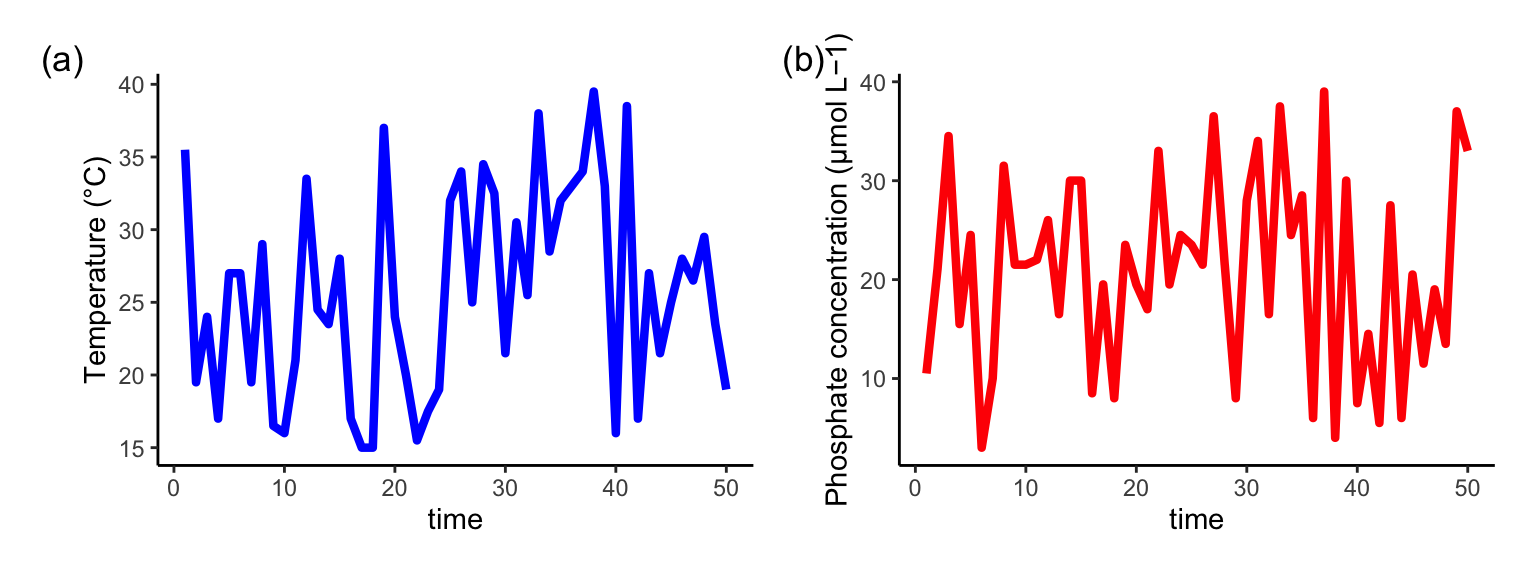 (a)
Temperature (°C)
40
35
30
25
20
15
0 10 20 30 40 50
time
(b)
Phosphate concentration (μmol L−1)
40
30
20
10
0 10 20 30 40 50
time